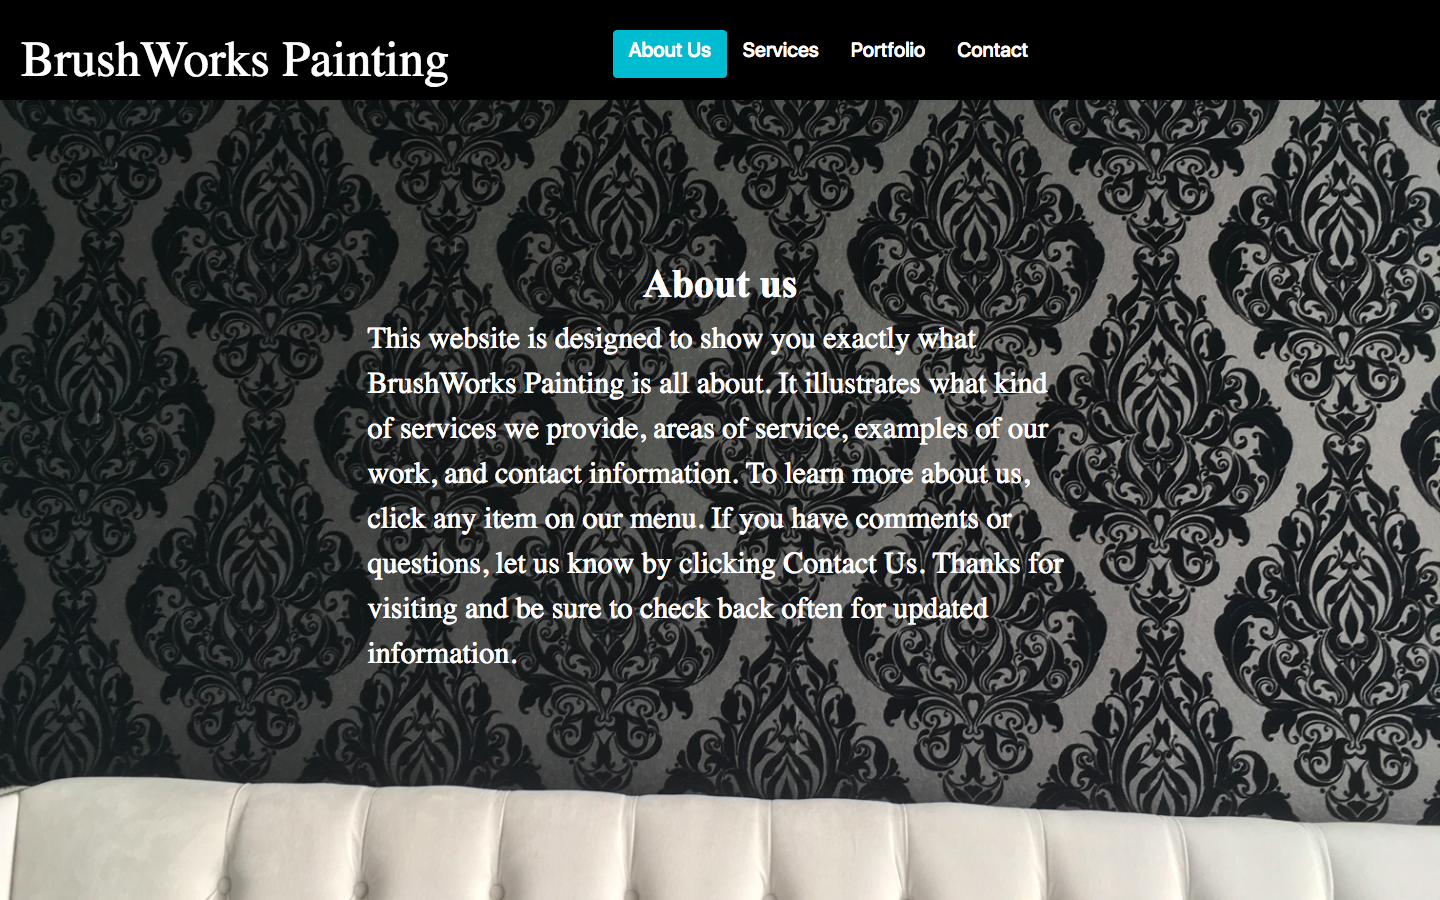 BrushWorks Painting
About Us
Services
Portfolio
Contact
About us
This website is designed to show you exactly what
BrushWorks Painting is all about. It illustrates what kind
of services we provide, areas of service, examples of our
work, and contact information. To learn more about us,
click any item on our menu. If you have comments or
questions, let us know by clicking Contact Us. Thanks for
visiting and be sure to check back often for updated
information.